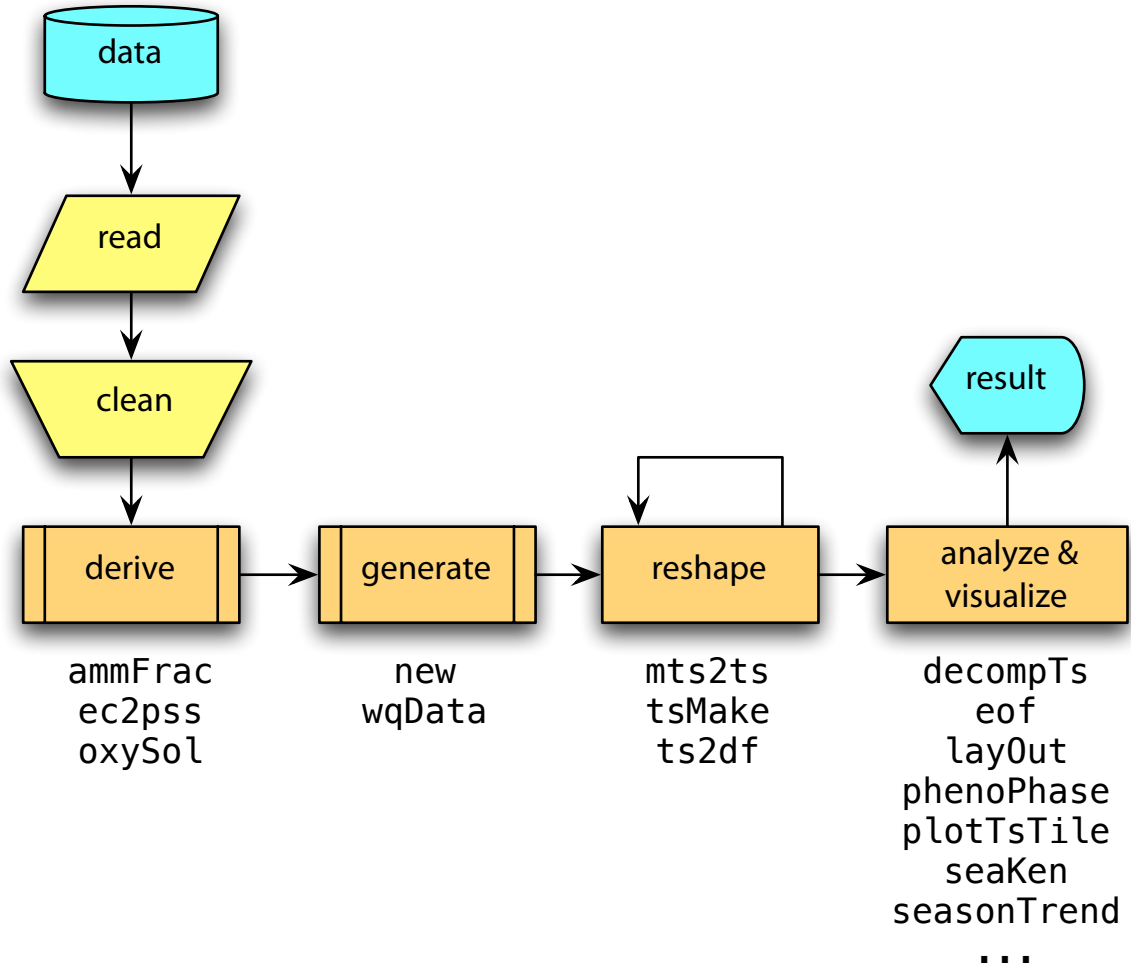 data
read
clean
result
derive
generate
reshape
analyze &
visualize
ammFrac
ec2pss
oxySol
new
wqData
mts2ts
tsMake
ts2df
decompTs
eof
layOut
phenoPhase
plotTsTile
seaKen
seasonTrend
...